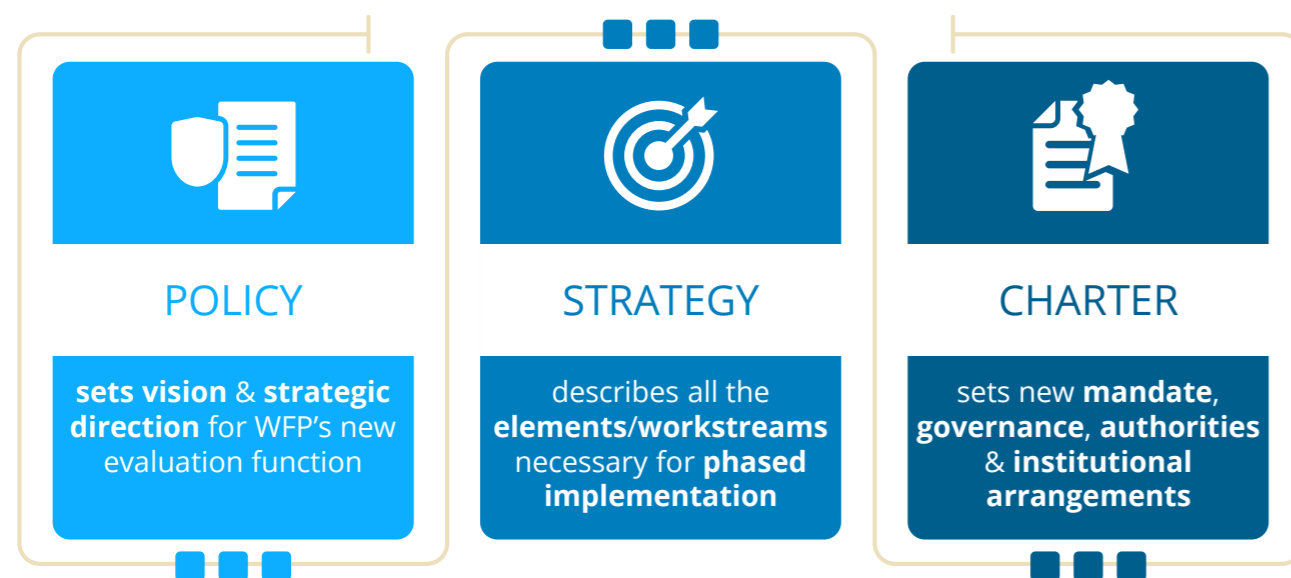 POLICY
sets vision & strategic
direction for WFP's new
evaluation function
STRATEGY
describes all the
elements/workstreams
necessary for phased
implementation
CHARTER
sets new mandate,
governance, authorities
& institutional
arrangements